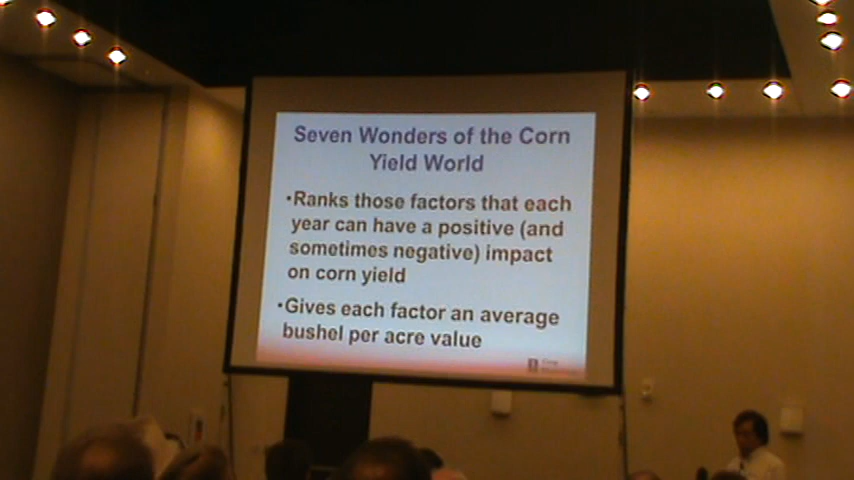 Seven Wonders of the Corn
Yield World
•Ranks those factors that each
year can have a positive (and
sometimes negative) impact
on corn yield
•Gives each factor an average
bushel per acre value